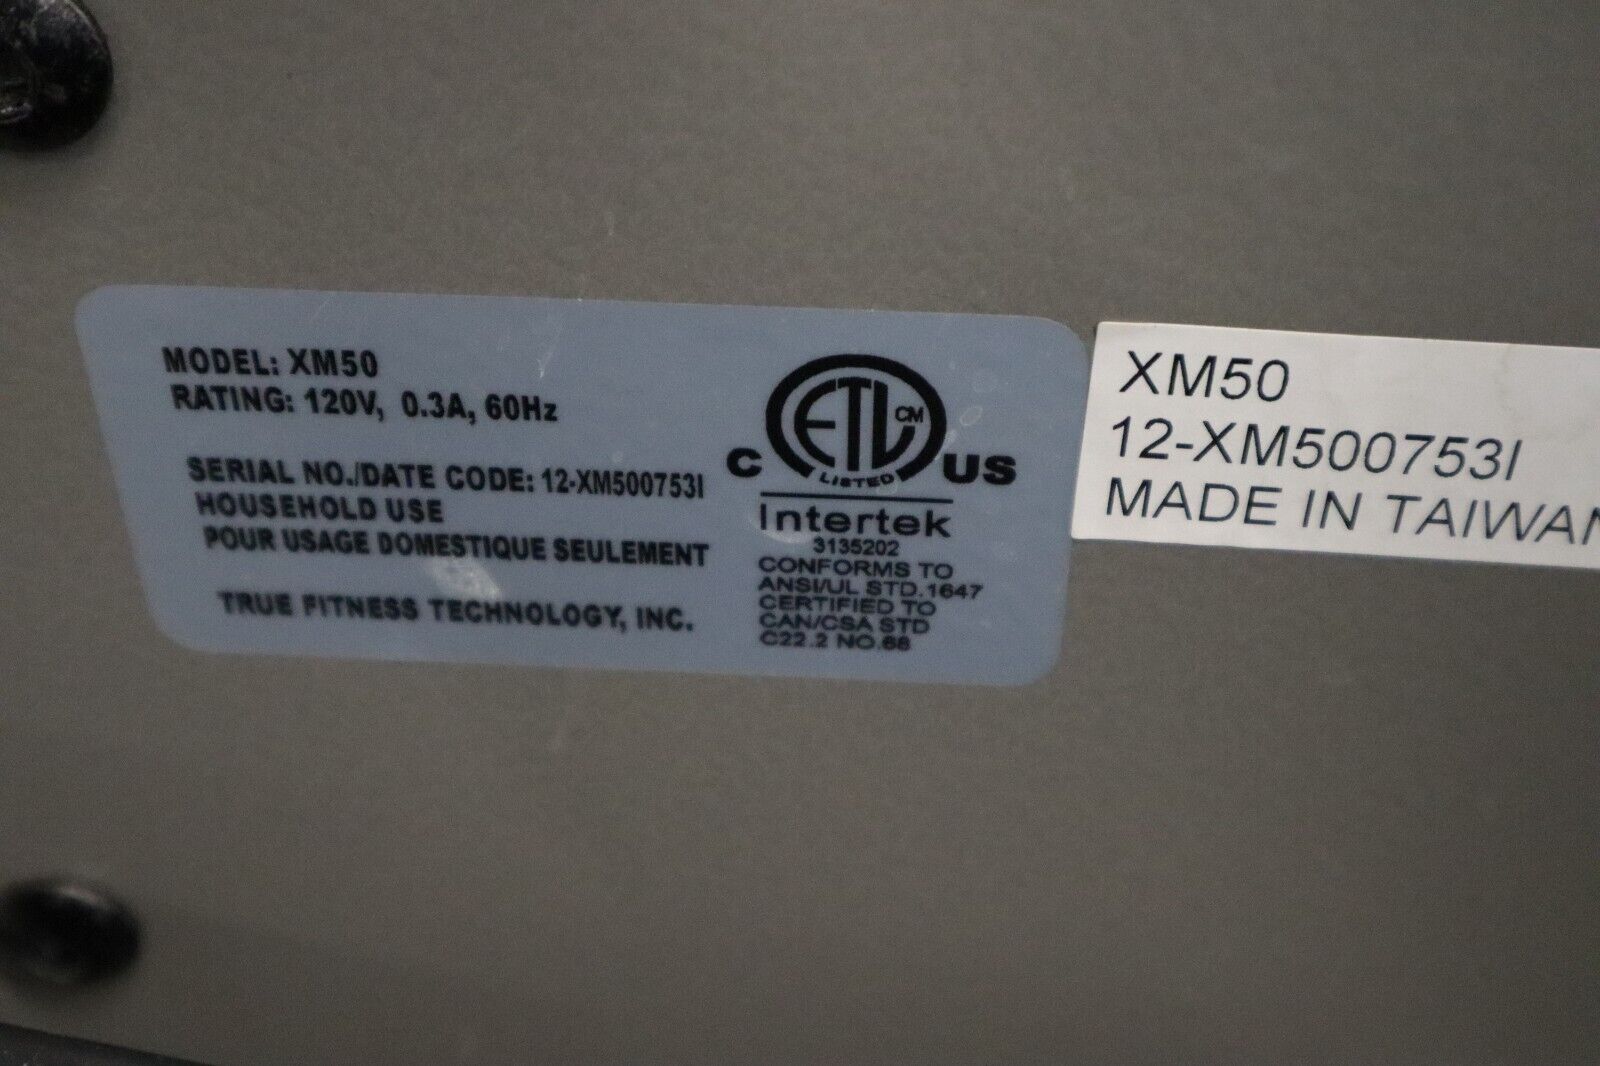 MODEL: XM50
RATING: 120V, 0.3A, 60Hz
SERIAL NO./DATE CODE: 12-XM500753I
HOUSEHOLD USE
POUR USAGE DOMESTIQUE SEULEMENT
TRUE FITNESS TECHNOLOGY, INC.
ETL CM
LISTED
C US
Intertek
3135202
CONFORMS TO
ANSI/UL STD.1647
CERTIFIED TO
CAN/CSA STD
C22.2 NO.68
XM50
12-XM500753I
MADE IN TAIWAN